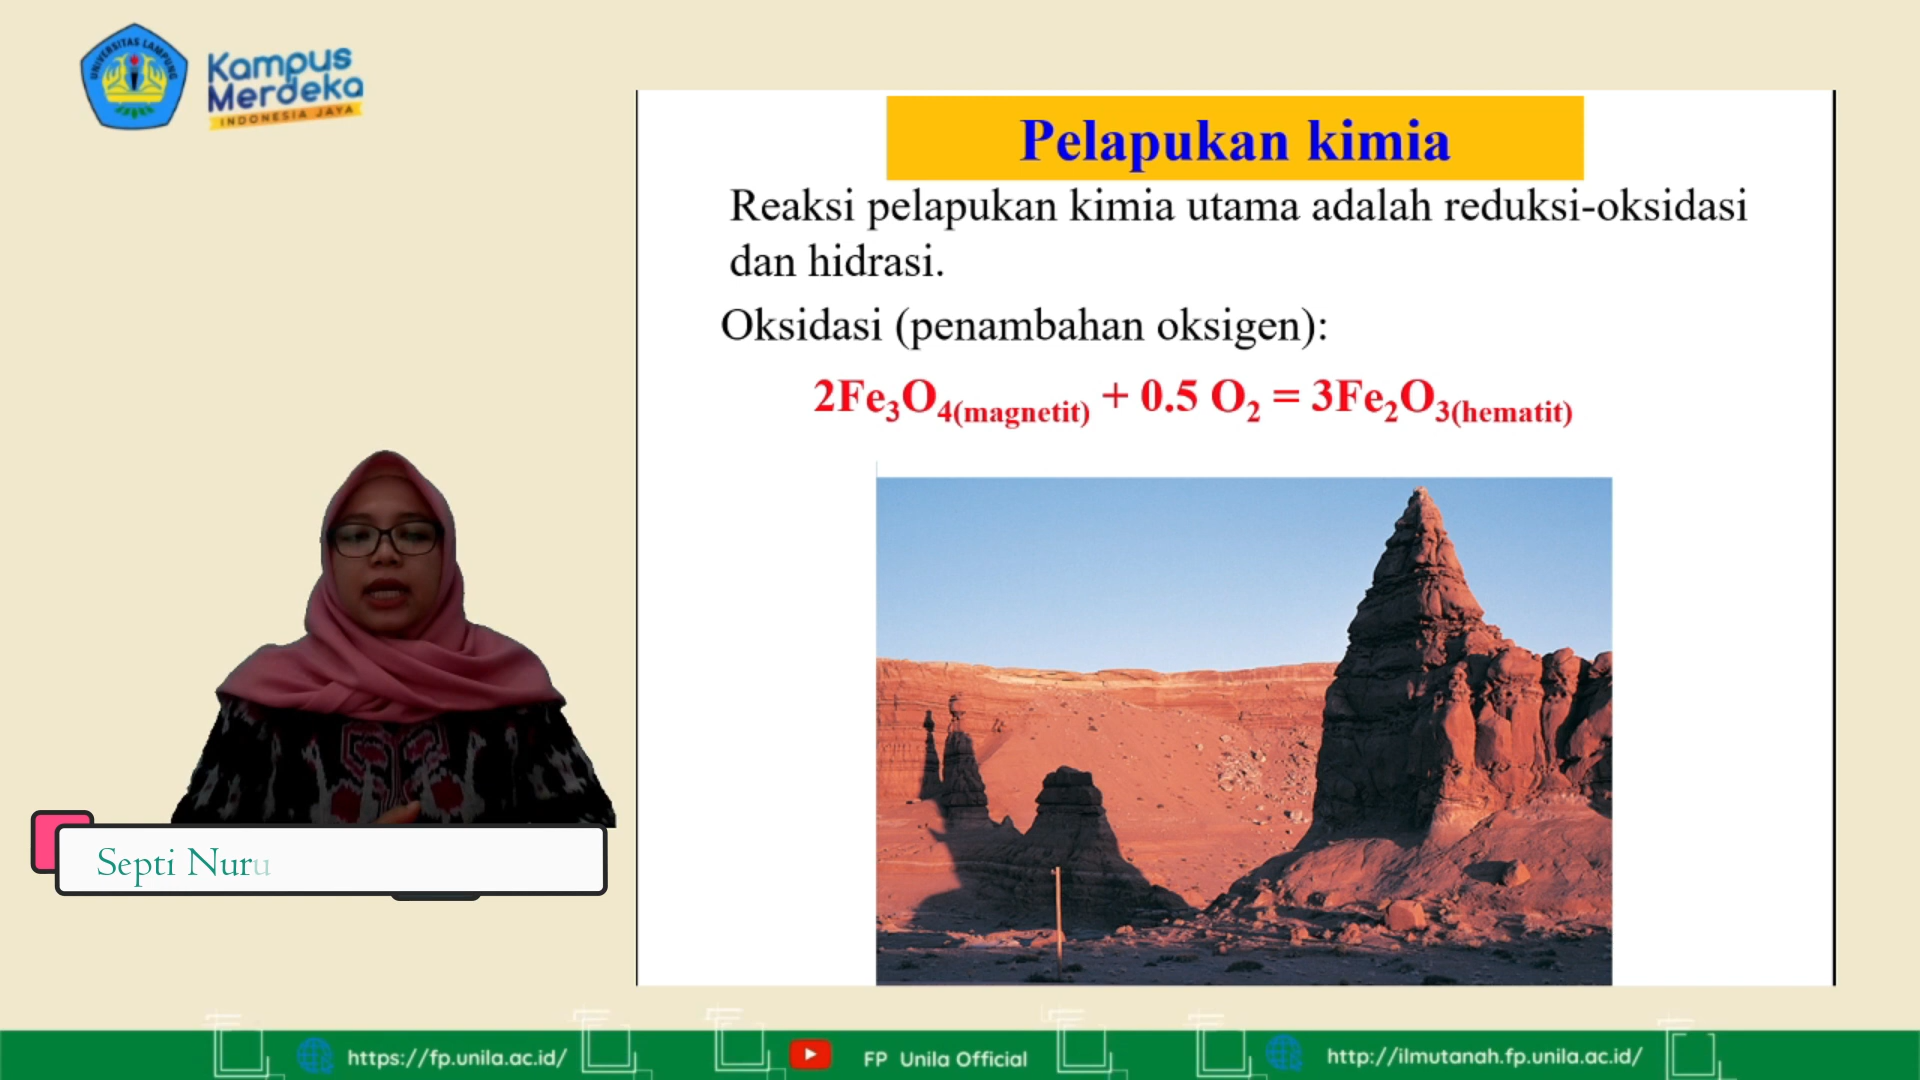 UNIVERSITAS LAMPUNG
Kampus
Merdeka
INDONESIA JAYA
Pelapukan kimia
Reaksi pelapukan kimia utama adalah reduksi-oksidasi
dan hidrasi.
Oksidasi (penambahan oksigen):
2Fe₃O₄(magnetit) + 0.5 O₂ = 3Fe₂O₃(hematit)
Septi Nuru
https://fp.unila.ac.id/
FP Unila Official
http://ilmutanah.fp.unila.ac.id/